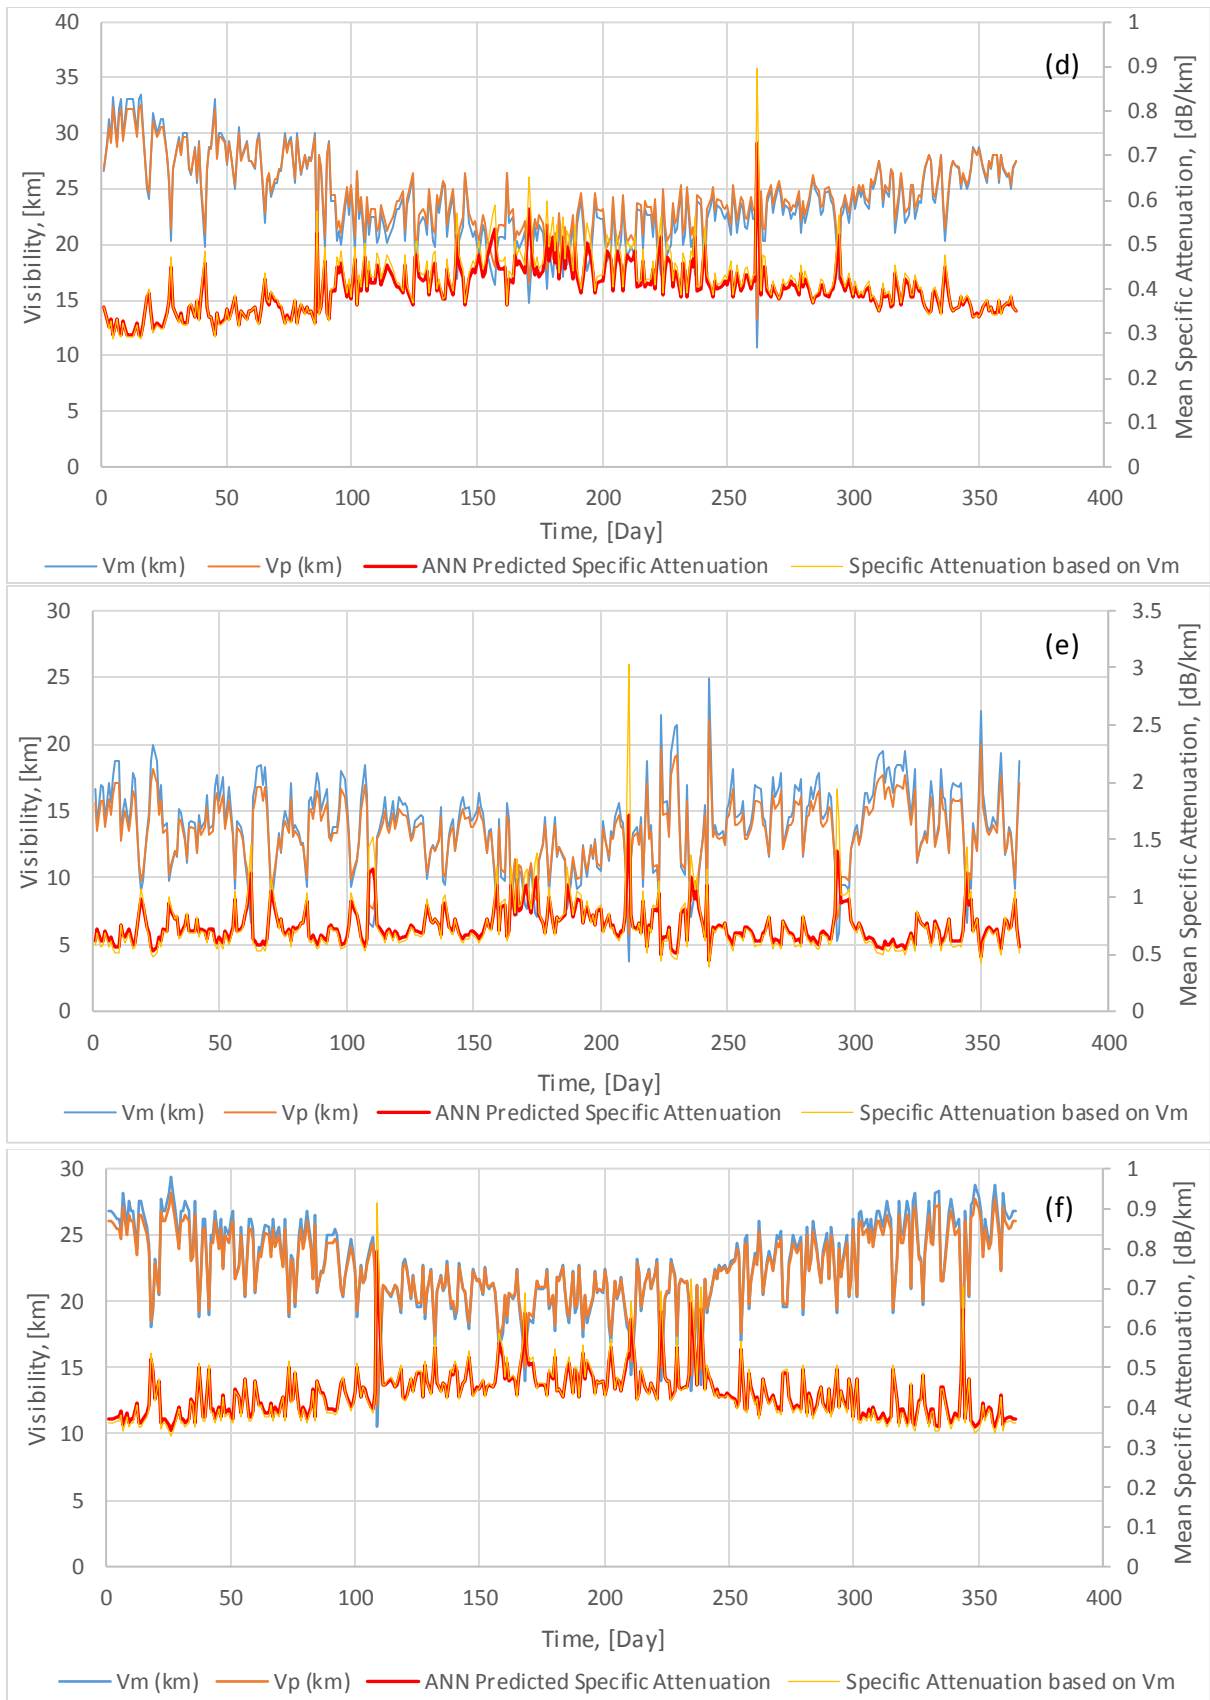 (d)
Visibility, [km]
40
35
30
25
20
15
10
5
0
Mean Specific Attenuation, [dB/km]
1
0.9
0.8
0.7
0.6
0.5
0.4
0.3
0.2
0.1
0
0 50 100 150 200 250 300 350 400
Time, [Day]
Vm (km) Vp (km) ANN Predicted Specific Attenuation Specific Attenuation based on Vm
(e)
Visibility, [km]
30
25
20
15
10
5
0
Mean Specific Attenuation, [dB/km]
3.5
3
2.5
2
1.5
1
0.5
0
0 50 100 150 200 250 300 350 400
Time, [Day]
Vm (km) Vp (km) ANN Predicted Specific Attenuation Specific Attenuation based on Vm
(f)
Visibility, [km]
30
25
20
15
10
5
0
Mean Specific Attenuation, [dB/km]
1
0.9
0.8
0.7
0.6
0.5
0.4
0.3
0.2
0.1
0
0 50 100 150 200 250 300 350 400
Time, [Day]
Vm (km) Vp (km) ANN Predicted Specific Attenuation Specific Attenuation based on Vm